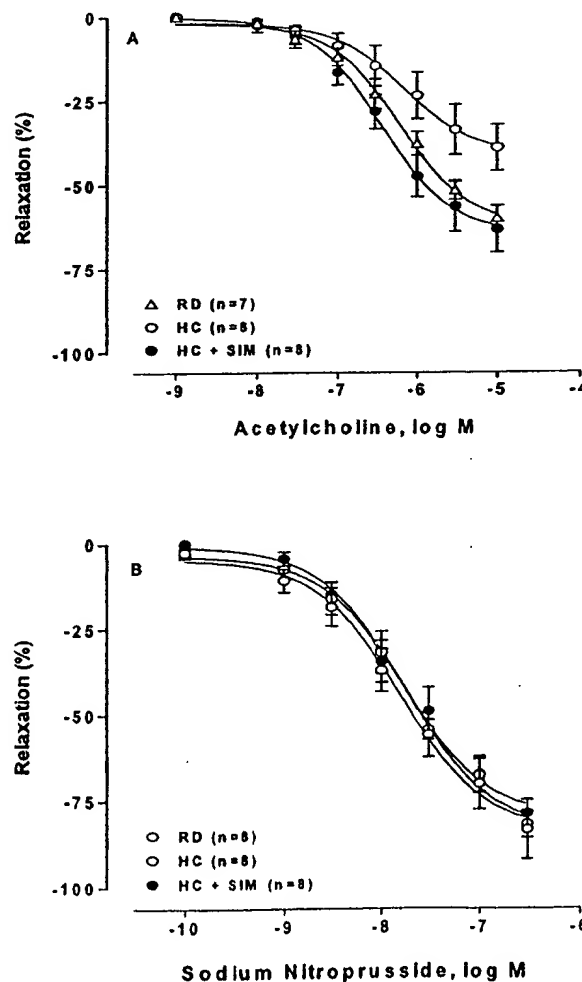 0
A
-25
-50
-75
-100
Relaxation (%)
RD (n=7)
HC (n=8)
HC + SIM (n=8)
-9 -8 -7 -6 -5 -4
Acetylcholine, log M
0
B
-25
-50
-75
-100
Relaxation (%)
RD (n=8)
HC (n=8)
HC + SIM (n=8)
-10 -9 -8 -7 -6
Sodium Nitroprusside, log M